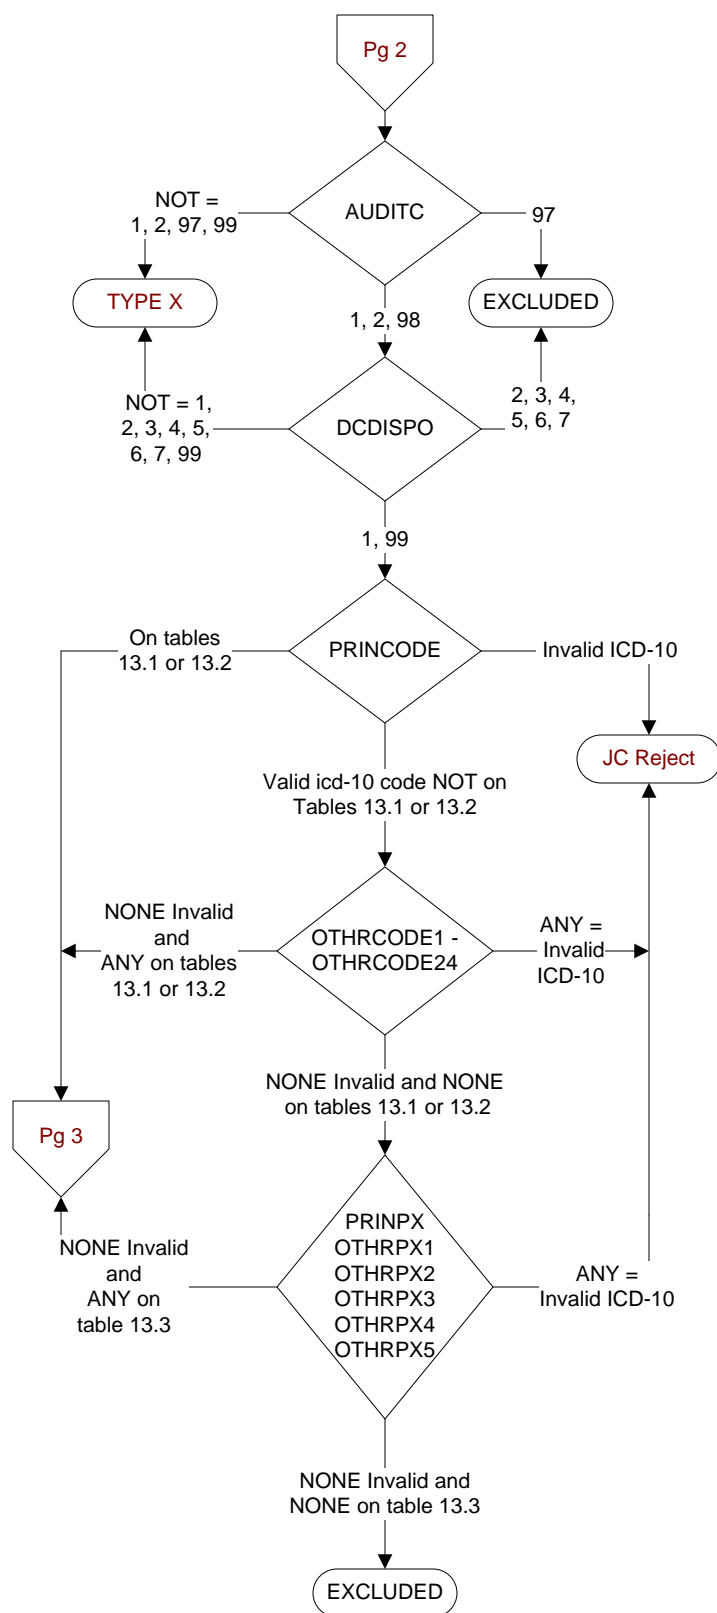 Pg 2
AUDITC
NOT =
1, 2, 97, 99
97
TYPE X
EXCLUDED
1, 2, 98
DCDISPO
NOT = 1,
2, 3, 4, 5,
6, 7, 99
2, 3, 4,
5, 6, 7
1, 99
On tables
13.1 or 13.2
PRINCODE
Invalid ICD-10
JC Reject
Valid icd-10 code NOT on
Tables 13.1 or 13.2
NONE Invalid
and
ANY on tables
13.1 or 13.2
OTHRCODE1 -
OTHRCODE24
ANY =
Invalid
ICD-10
NONE Invalid and NONE
on tables 13.1 or 13.2
Pg 3
NONE Invalid
and
ANY on
table 13.3
PRINPX
OTHRPX1
OTHRPX2
OTHRPX3
OTHRPX4
OTHRPX5
ANY =
Invalid ICD-10
NONE Invalid and
NONE on table 13.3
EXCLUDED